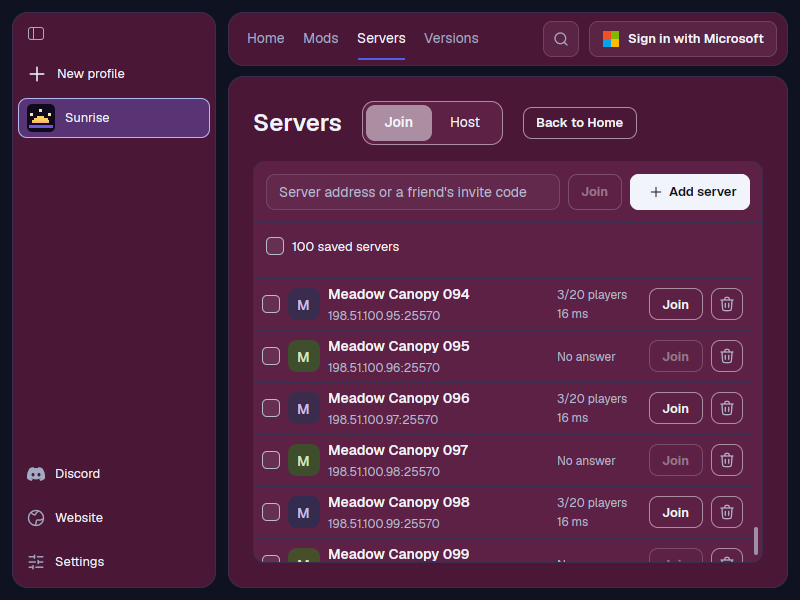 Home Mods Servers Versions Sign in with Microsoft
New profile
Sunrise
Servers Join Host Back to Home
Server address or a friend's invite code Join Add server
100 saved servers
M Meadow Canopy 094 3/20 players Join
198.51.100.95:25570 16 ms
M Meadow Canopy 095 No answer Join
198.51.100.96:25570
M Meadow Canopy 096 3/20 players Join
198.51.100.97:25570 16 ms
M Meadow Canopy 097 No answer Join
198.51.100.98:25570
M Meadow Canopy 098 3/20 players Join
198.51.100.99:25570 16 ms
Meadow Canopy 099
Discord
Website
Settings